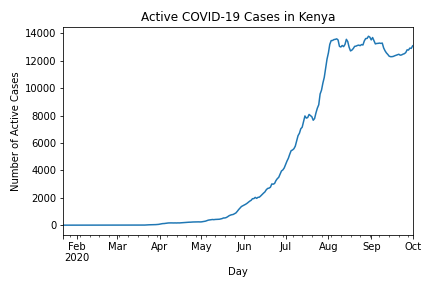 Active COVID-19 Cases in Kenya
14000
12000
10000
8000
6000
4000
2000
0
Number of Active Cases
Feb Mar Apr May Jun Jul Aug Sep Oct
2020
Day